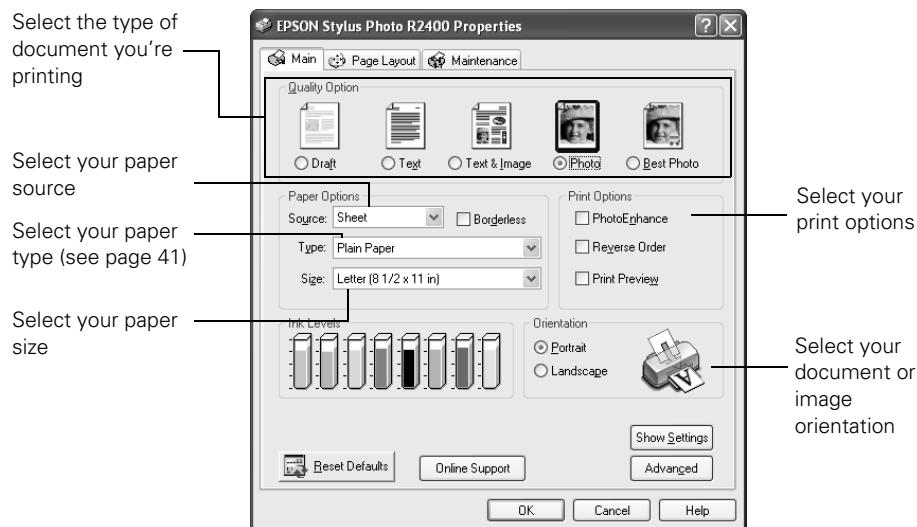 Select the type of
document you're
printing
Select your paper
source
Select your paper
type (see page 41)
Select your paper
size
EPSON Stylus Photo R2400 Properties
Main
Page Layout
Maintenance
Quality Option
Draft
Text
Text & Image
Photo
Best Photo
Paper Options
Source: Sheet
Borderless
Type: Plain Paper
Size: Letter (8 1/2 x 11 in)
Print Options
PhotoEnhance
Reverse Order
Print Preview
Ink Levels
Orientation
Portrait
Landscape
A
Show Settings
Reset Defaults
Online Support
Advanced
OK
Cancel
Help
Select your
print options
Select your
document or
image
orientation